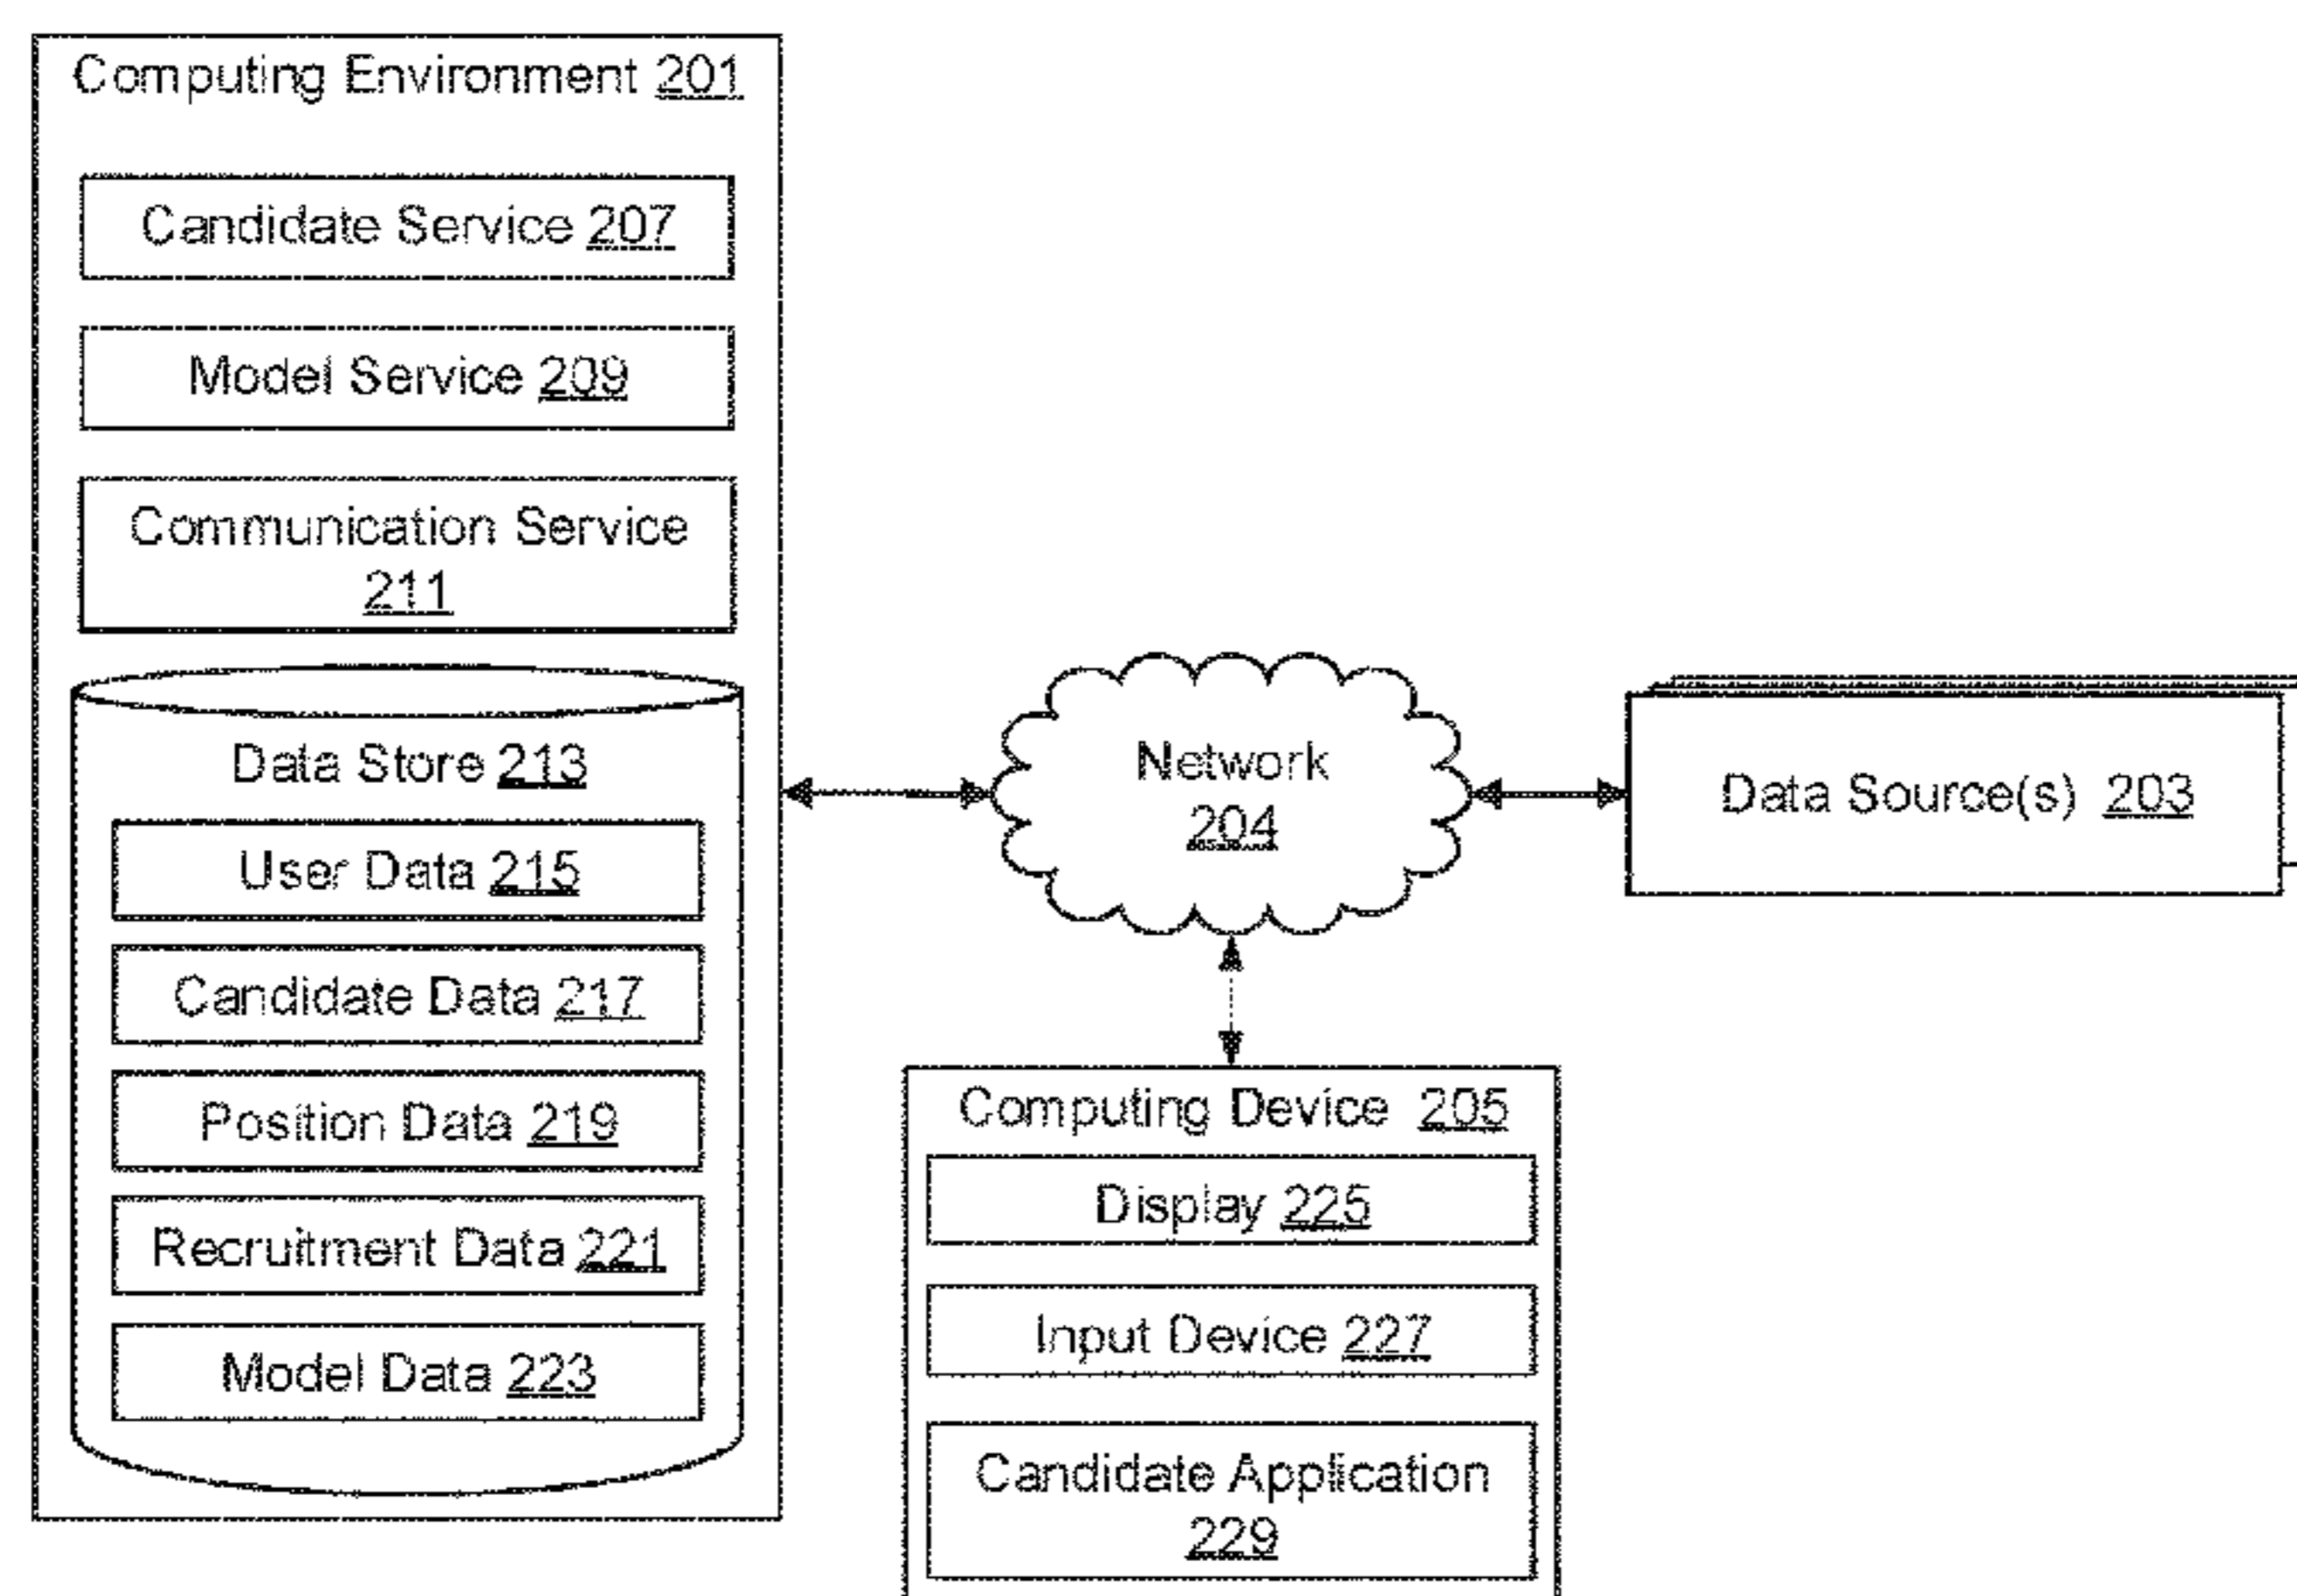 Computing Environment 201
Candidate Service 207
Model Service 209
Communication Service
211
Data Store 213
User Data 215
Candidate Data 217
Position Data 219
Recruitment Data 221
Model Data 223
Network
204
Data Source(s) 203
Computing Device 205
Display 225
Input Device 227
Candidate Application
229